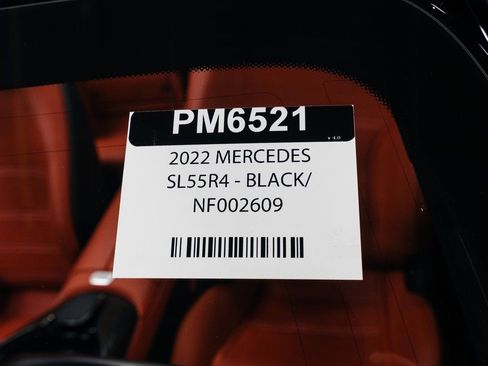 PM6521
v 4.0
2022 MERCEDES
SL55R4 - BLACK/
NF002609